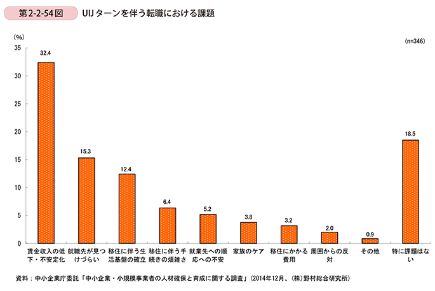 第2-2-54図 UIJターンを伴う転職における課題
(%)
(n=346)
35
30
25
20
15
10
5
0
32.4
15.3
12.4
6.4
5.2
3.8
3.2
2.0
0.9
18.5
賃金収入の低
下・不安定化
就職先が見つ
けづらい
移住に伴う生
活基盤の確立
移住に伴う手
続きの煩雑さ
就業先への順
応への不安
家族のケア
移住にかかる
費用
周囲からの反
対
その他
特に課題はな
い
資料：中小企業庁委託「中小企業・小規模事業者の人材確保と育成に関する調査」(2014年12月、(株)野村総合研究所)